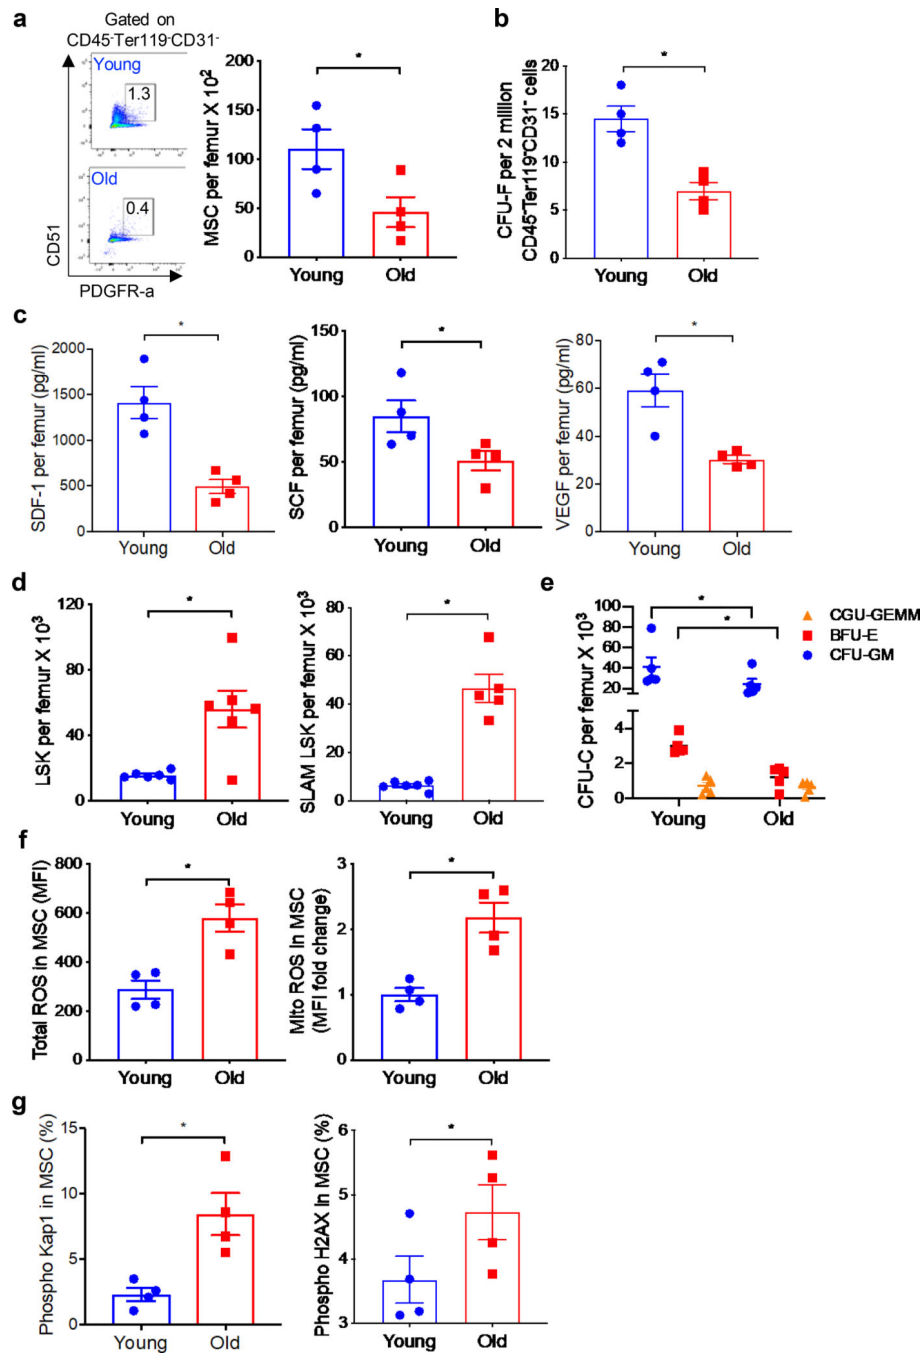 a
Gated on
CD45-Ter119-CD31-
Young
1.3
Old
0.4
CD51
PDGFR-a
MSC per femur X 10²
200
150
100
50
0
*
Young Old
b
CFU-F per 2 million
CD45-Ter119-CD31- cells
20
15
10
5
0
*
Young Old
c
SDF-1 per femur (pg/ml)
2000
1500
1000
500
0
*
Young Old
SCF per femur (pg/ml)
150
100
50
0
*
Young Old
VEGF per femur (pg/ml)
80
60
40
20
0
*
Young Old
d
LSK per femur X 10³
120
80
40
0
*
Young Old
SLAM LSK per femur X 10³
80
60
40
20
0
*
Young Old
e
CFU-C per femur X 10³
100
80
60
40
20
4
2
0
*
*
Young Old
CGU-GEMM
BFU-E
CFU-GM
f
Total ROS in MSC (MFI)
800
600
400
200
0
*
Young Old
Mito ROS in MSC
(MFI fold change)
3
2
1
0
*
Young Old
g
Phospho Kap1 in MSC (%)
15
10
5
0
*
Young Old
Phospho H2AX in MSC (%)
6
5
4
3
*
Young Old